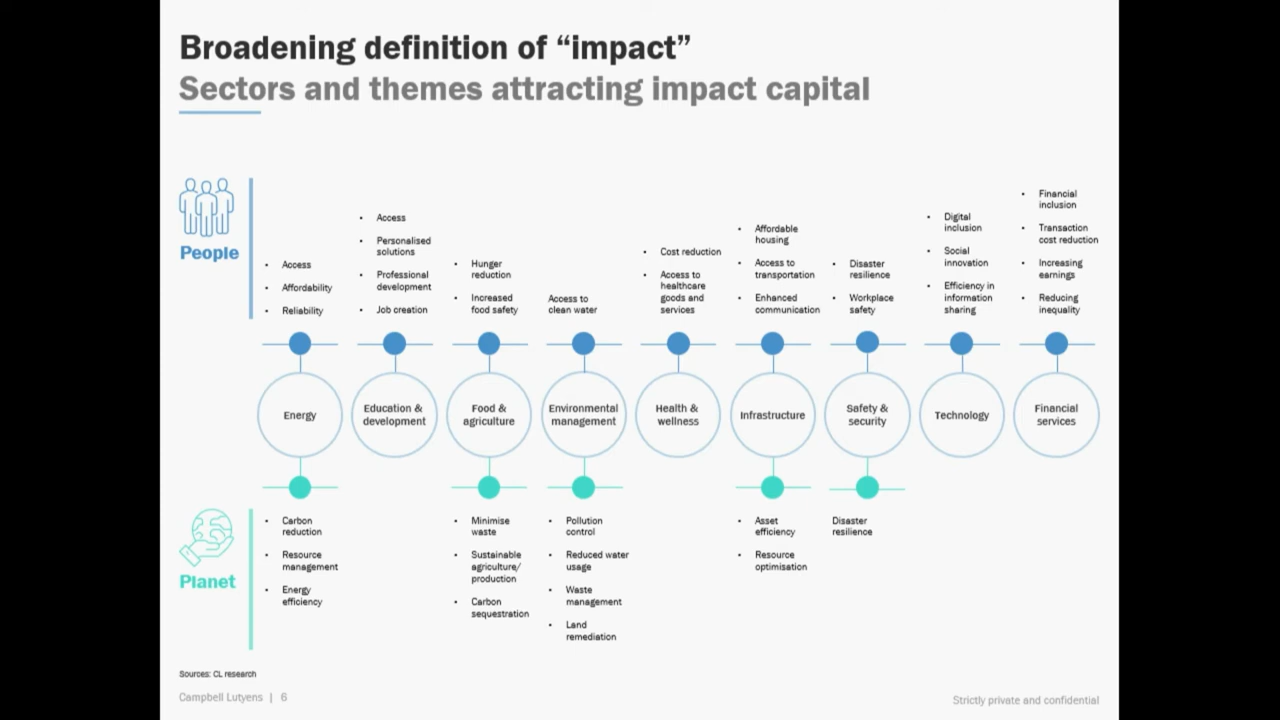 Broadening definition of “impact”
Sectors and themes attracting impact capital
People
• Access
• Affordability
• Reliability
• Access
• Personalised
solutions
• Professional
development
• Job creation
• Hunger
reduction
• Increased
food safety
Access to
clean water
• Cost reduction
• Access to
healthcare
goods and
services
• Affordable
housing
• Access to
transportation
• Enhanced
communication
• Disaster
resilience
• Workplace
safety
• Digital
inclusion
• Social
innovation
• Efficiency in
information
sharing
• Financial
inclusion
• Transaction
cost reduction
• Increasing
earnings
• Reducing
inequality
Energy
Education &
development
Food &
agriculture
Environmental
management
Health &
wellness
Infrastructure
Safety &
security
Technology
Financial
services
Planet
• Carbon
reduction
• Resource
management
• Energy
efficiency
• Minimise
waste
• Sustainable
agriculture/
production
• Carbon
sequestration
• Pollution
control
• Reduced water
usage
• Waste
management
• Land
remediation
• Asset
efficiency
• Resource
optimisation
Disaster
resilience
Sources: CL research
Campbell Lutyens | 6
Strictly private and confidential